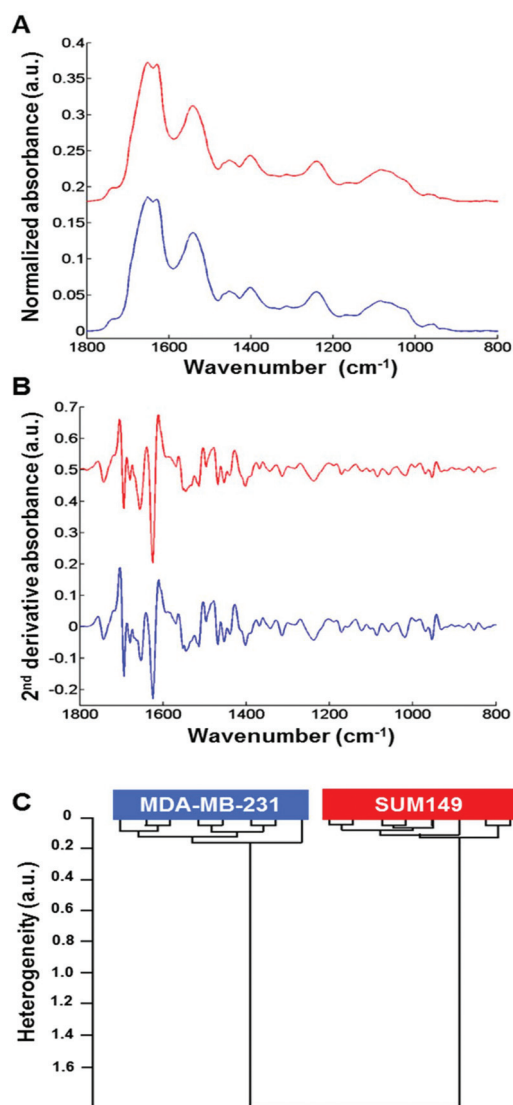 A
Normalized absorbance (a.u.)
0.4
0.35
0.3
0.25
0.2
0.15
0.1
0.05
0
1800 1600 1400 1200 1000 800
Wavenumber (cm-1)
B
2nd derivative absorbance (a.u.)
0.7
0.6
0.5
0.4
0.3
0.2
0.1
0
-0.1
-0.2
1800 1600 1400 1200 1000 800
Wavenumber (cm-1)
C
MDA-MB-231 SUM149
Heterogeneity (a.u.)
0
0.2
0.4
0.6
0.8
1.0
1.2
1.4
1.6